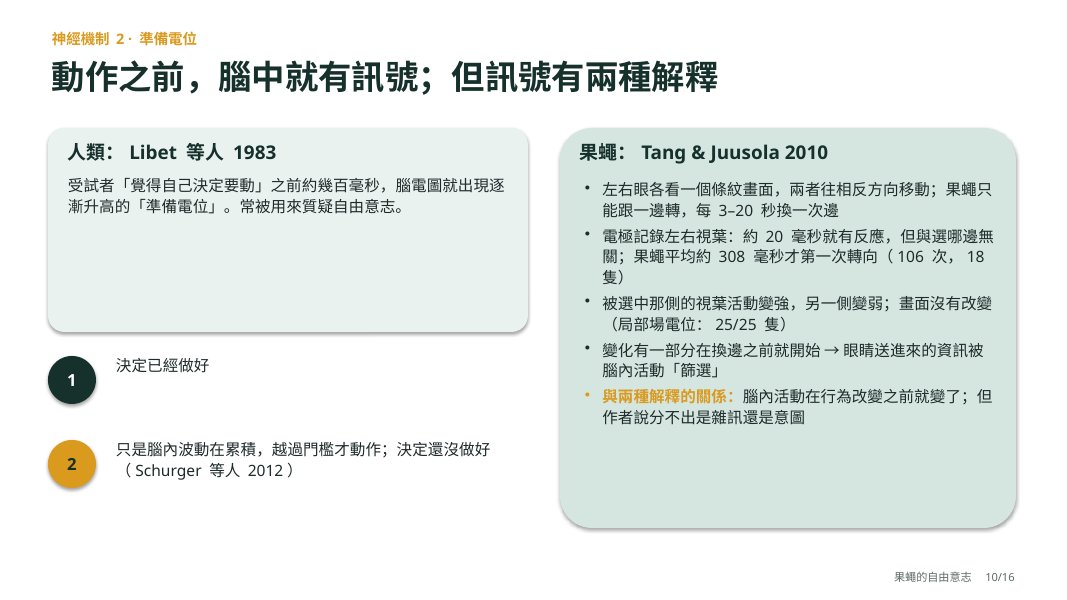 神經機制 2 · 準備電位
動作之前，腦中就有訊號；但訊號有兩種解釋
人類： Libet 等人 1983
受試者「覺得自己決定要動」之前約幾百毫秒，腦電圖就出現逐
漸升高的「準備電位」。常被用來質疑自由意志。
1
決定已經做好
2
只是腦內波動在累積，越過門檻才動作；決定還沒做好
（ Schurger 等人 2012 ）
果蠅： Tang & Juusola 2010
• 左右眼各看一個條紋畫面，兩者往相反方向移動；果蠅只
能跟一邊轉，每 3–20 秒換一次邊
• 電極記錄左右視葉：約 20 毫秒就有反應，但與選哪邊無
關；果蠅平均約 308 毫秒才第一次轉向（ 106 次， 18
隻）
• 被選中那側的視葉活動變強，另一側變弱；畫面沒有改變
（局部場電位： 25/25 隻）
• 變化有一部分在換邊之前就開始 → 眼睛送進來的資訊被
腦內活動「篩選」
• 與兩種解釋的關係：腦內活動在行為改變之前就變了；但
作者說分不出是雜訊還是意圖
果蠅的自由意志 10/16